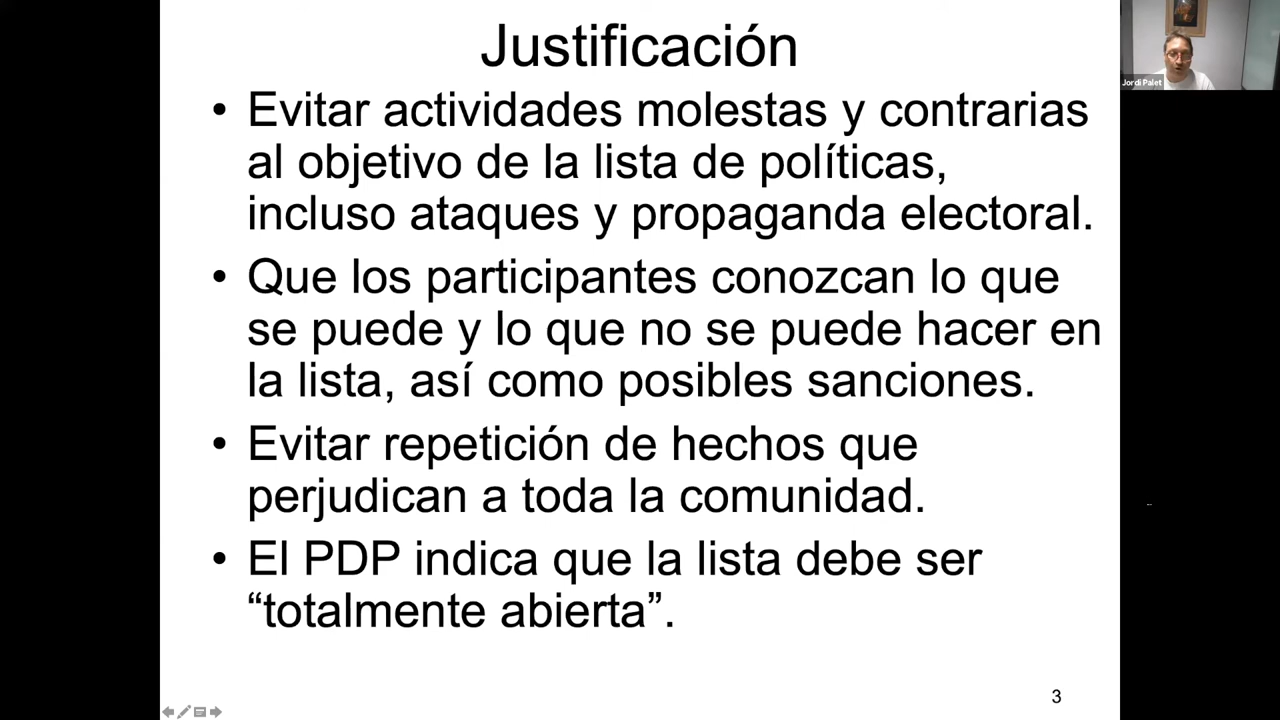 Justificación
• Evitar actividades molestas y contrarias
al objetivo de la lista de políticas,
incluso ataques y propaganda electoral.
• Que los participantes conozcan lo que
se puede y lo que no se puede hacer en
la lista, así como posibles sanciones.
• Evitar repetición de hechos que
perjudican a toda la comunidad.
• El PDP indica que la lista debe ser
“totalmente abierta”.
3
Jordi Palet